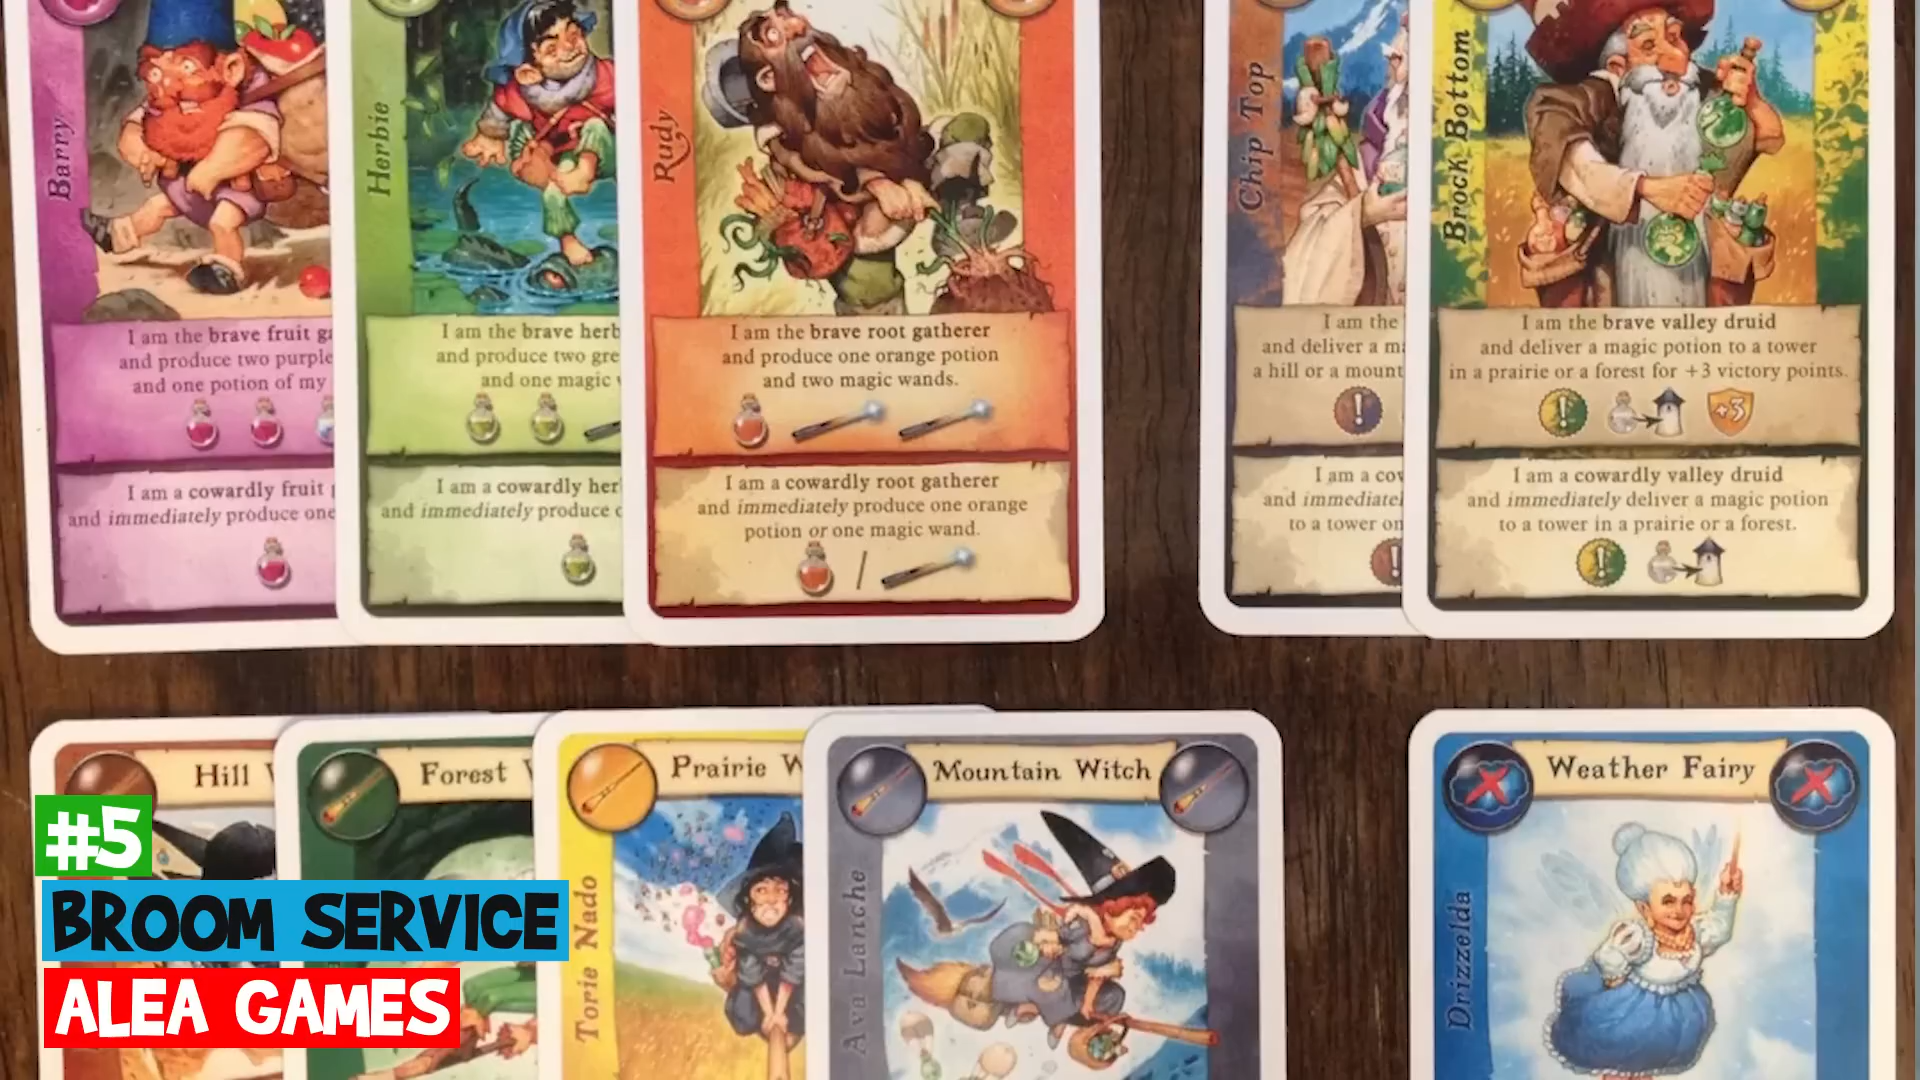 Barry
I am the brave fruit
and produce two purple
and one potion of my
I am a cowardly fruit
and immediately produce one
Herbie
I am the brave
and produce two
and one magic
I am a cowardly
and immediately produce
Rudy
I am the brave root gatherer
and produce one orange potion
and two magic wands.
I am a cowardly root gatherer
and immediately produce one orange
potion or one magic wand.
/
Chip Top
I am the
and deliver a
a hill or a
!
I am a
and
to a tower on
!
Brock Bottom
I am the brave valley druid
and deliver a magic potion to a tower
in a prairie or a forest for +3 victory points.
! +3
I am a cowardly valley druid
and immediately deliver a magic potion
to a tower in a prairie or a forest.
!
Hill
Forest
Prairie
Torie Nado
Mountain Witch
Ava Lanche
Weather Fairy
Drizzelda
#5
BROOM SERVICE
ALEA GAMES